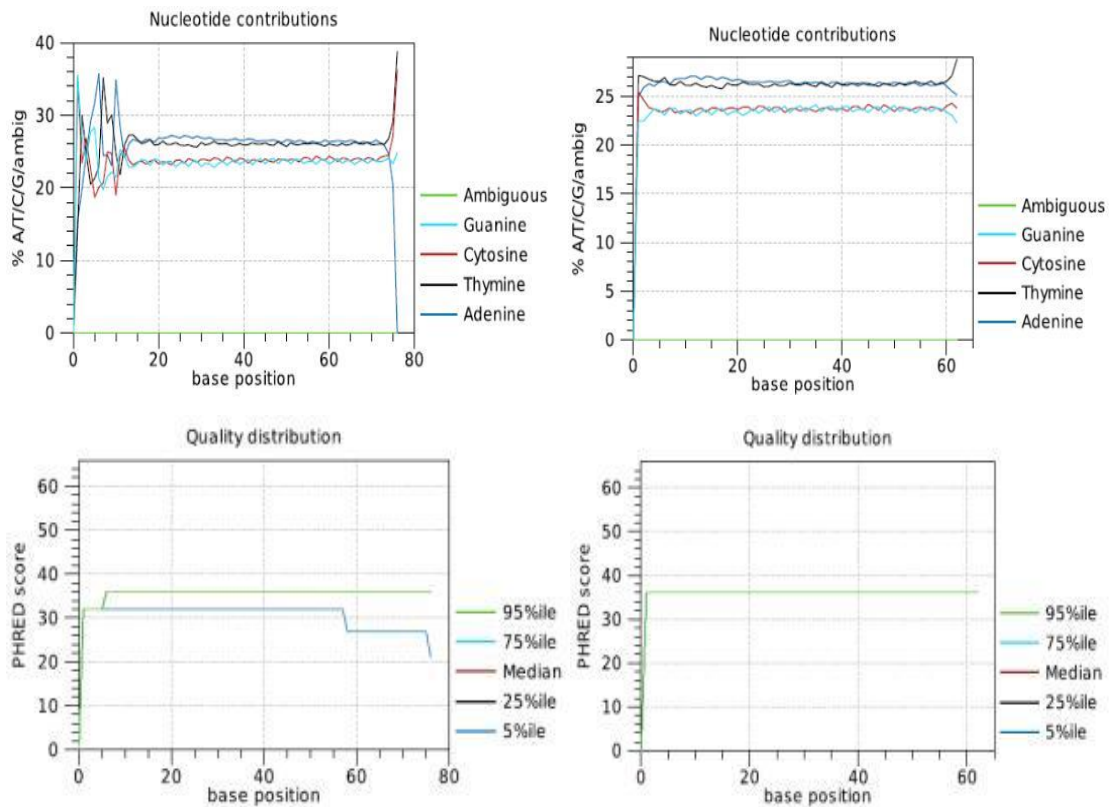 Nucleotide contributions
% A/T/C/G/ambig
40
30
20
10
0
0 20 40 60 80
base position
Ambiguous
Guanine
Cytosine
Thymine
Adenine
Nucleotide contributions
% A/T/C/G/ambig
25
20
15
10
5
0
0 20 40 60
base position
Ambiguous
Guanine
Cytosine
Thymine
Adenine
Quality distribution
PHRED score
60
50
40
30
20
10
0
0 20 40 60 80
base position
95%ile
75%ile
Median
25%ile
5%ile
Quality distribution
PHRED score
60
50
40
30
20
10
0
0 20 40 60
base position
95%ile
75%ile
Median
25%ile
5%ile